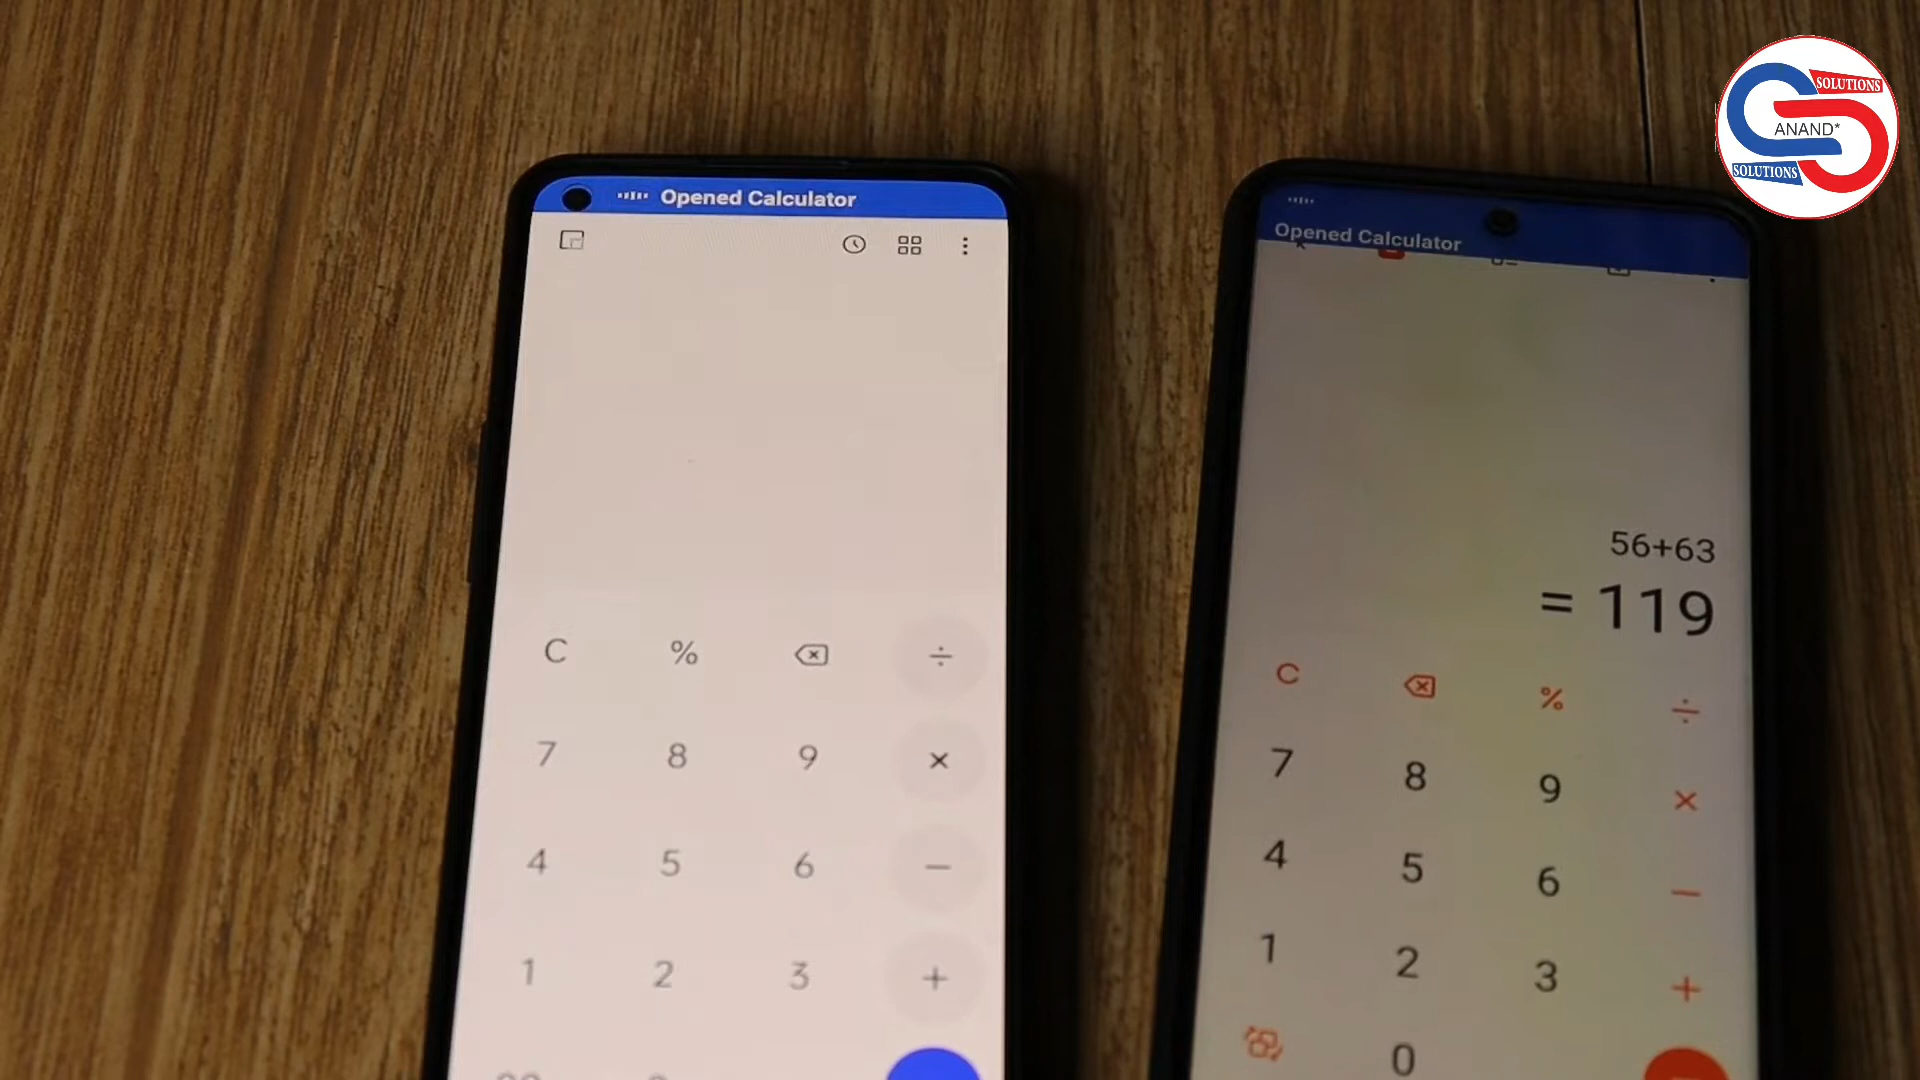 SOLUTIONS
ANAND*
SOLUTIONS
Opened Calculator
C % ÷
7 8 9 ×
4 5 6 −
1 2 3 +
Opened Calculator
56+63
= 119
C % ÷
7 8 9 ×
4 5 6 −
1 2 3 +
0